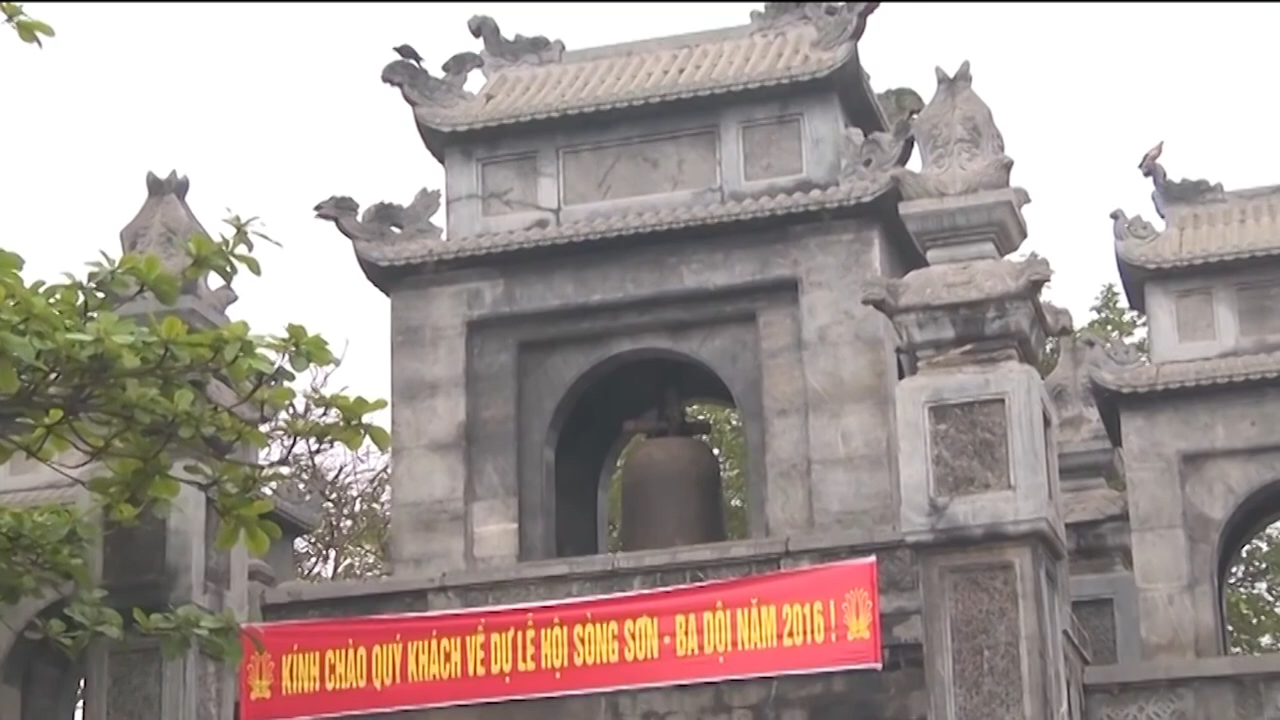 KÍNH CHÀO QUÝ KHÁCH VỀ DỰ LỄ HỘI SÒNG SƠN - BA DỘI NĂM 2016 !